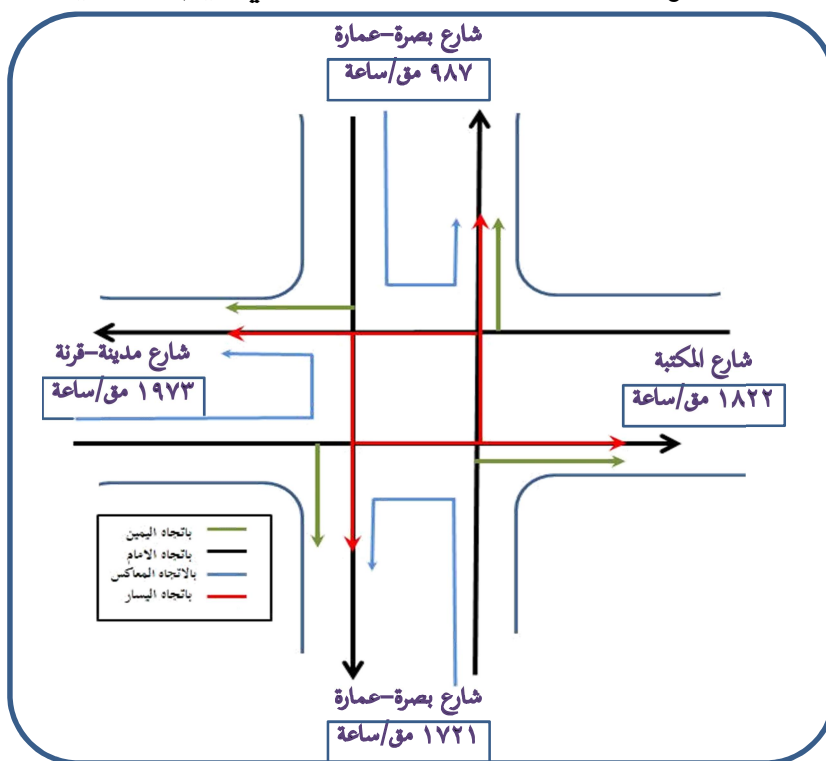 شارع بصرة–عمارة
٩٨٧ مق/ساعة
شارع مدينة–قرنة
١٩٧٣ مق/ساعة
شارع المكتبة
١٨٢٢ مق/ساعة
باتجاه اليمين
باتجاه الامام
بالاتجاه المعاكس
باتجاه اليسار
شارع بصرة–عمارة
١٧٢١ مق/ساعة